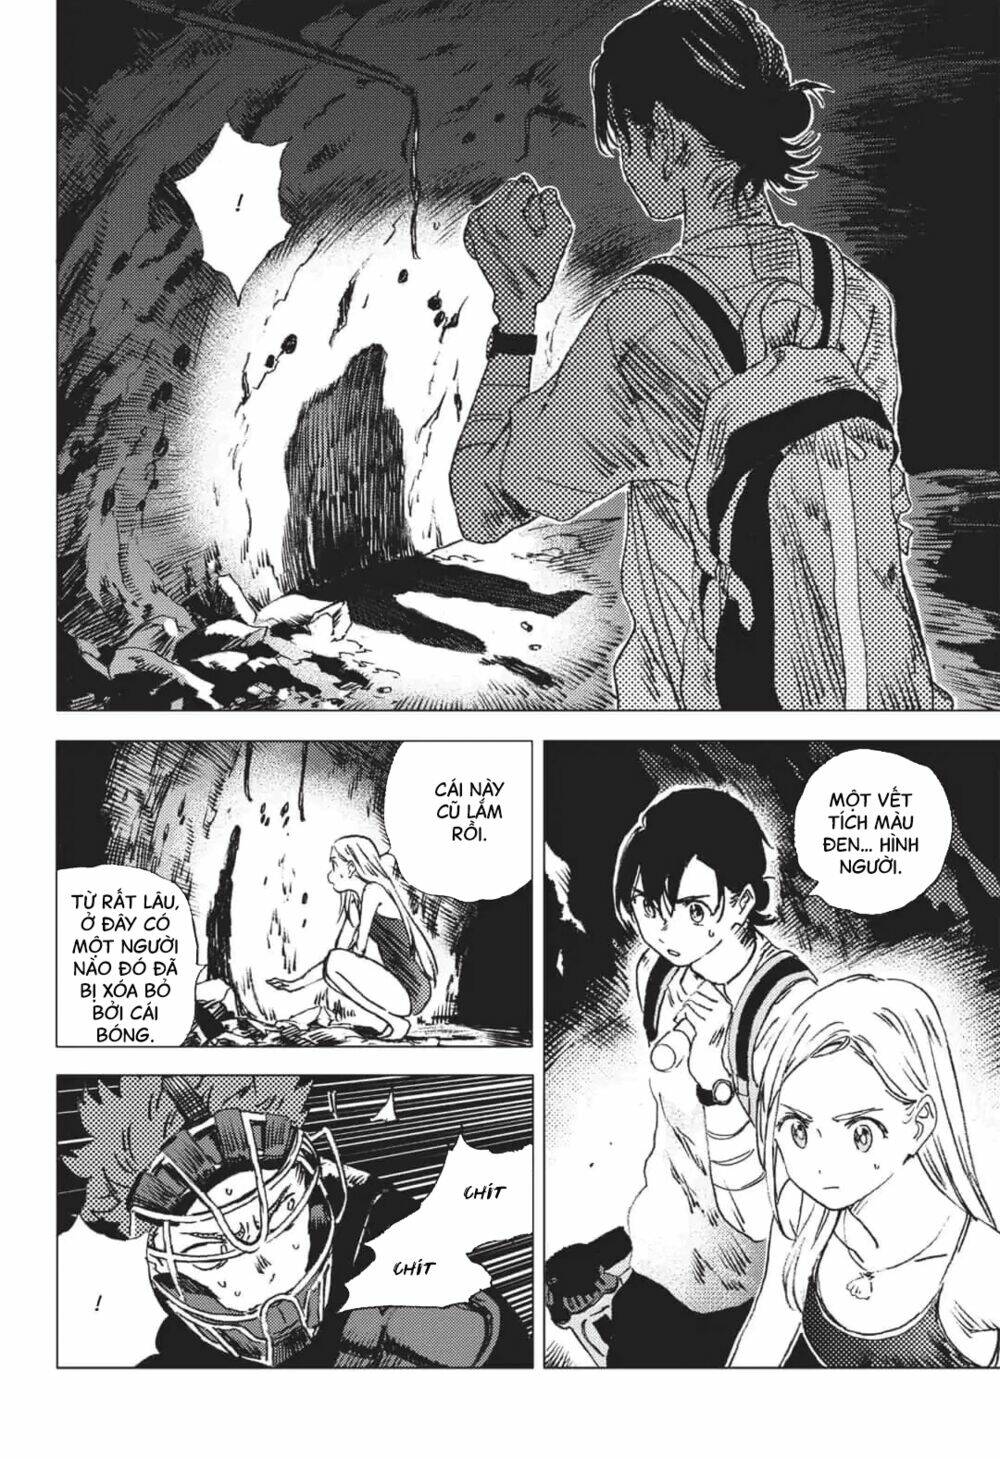 !
MỘT VẾT
TÍCH MÀU
ĐEN... HÌNH
NGƯỜI.
CÁI NÀY
CŨ LẮM
RỒI.
TỪ RẤT LÂU,
Ở ĐÂY CÓ
MỘT NGƯỜI
NÀO ĐÓ ĐÃ
BỊ XÓA BỎ
BỞI CÁI
BÓNG.
CHÍT
CHÍT
!